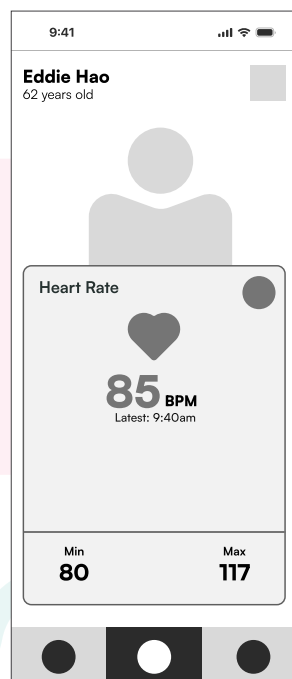 9:41
Eddie Hao
62 years old
Heart Rate
85 BPM
Latest: 9:40am
Min Max
80 117